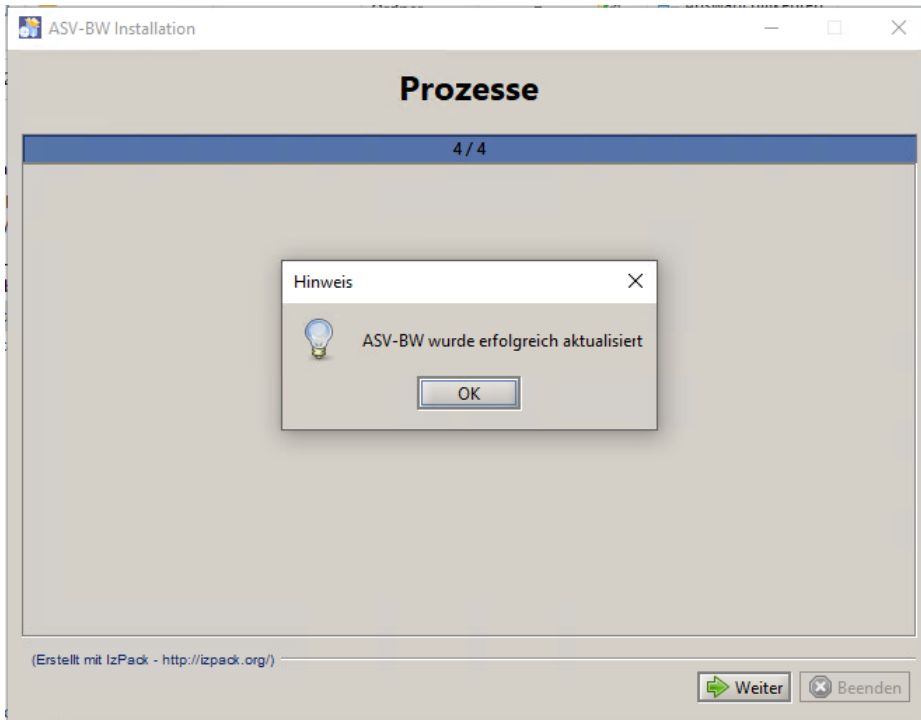 ASV-BW Installation
Prozesse
4 / 4
Hinweis
ASV-BW wurde erfolgreich aktualisiert
OK
(Erstellt mit IzPack - http://izpack.org/)
Weiter
Beenden